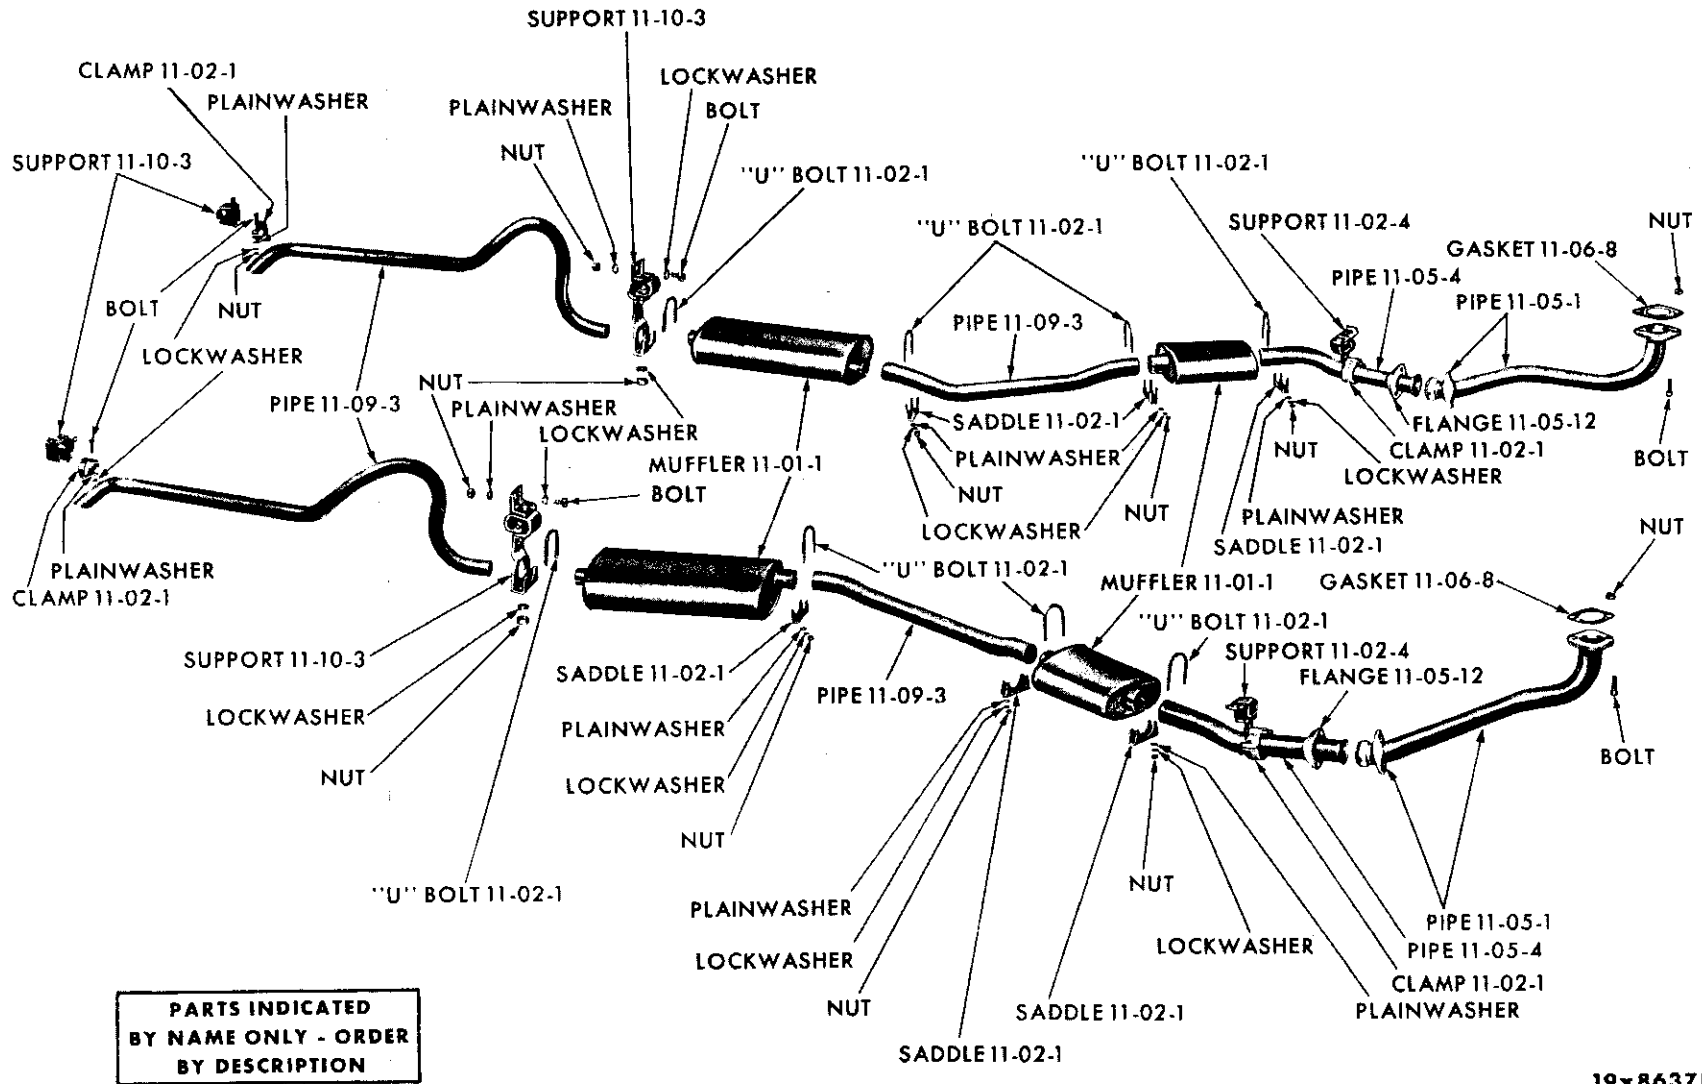 SUPPORT 11-10-3
CLAMP 11-02-1
LOCKWASHER
PLAINWASHER
PLAINWASHER
BOLT
SUPPORT 11-10-3
NUT
"U" BOLT 11-02-1
"U" BOLT 11-02-1
"U" BOLT 11-02-1
SUPPORT 11-02-4
NUT
GASKET 11-06-8
PIPE 11-05-4
PIPE 11-05-1
BOLT
NUT
PIPE 11-09-3
LOCKWASHER
NUT
PIPE 11-09-3
PLAINWASHER
LOCKWASHER
SADDLE 11-02-1
FLANGE 11-05-12
NUT
CLAMP 11-02-1
PLAINWASHER
BOLT
MUFFLER 11-01-1
LOCKWASHER
BOLT
NUT
NUT
PLAINWASHER
LOCKWASHER
NUT
SADDLE 11-02-1
PLAINWASHER
CLAMP 11-02-1
"U" BOLT 11-02-1
MUFFLER 11-01-1
GASKET 11-06-8
"U" BOLT 11-02-1
SUPPORT 11-10-3
SADDLE 11-02-1
SUPPORT 11-02-4
FLANGE 11-05-12
PIPE 11-09-3
LOCKWASHER
PLAINWASHER
BOLT
NUT
LOCKWASHER
NUT
"U" BOLT 11-02-1
NUT
PLAINWASHER
PIPE 11-05-1
LOCKWASHER
PIPE 11-05-4
LOCKWASHER
CLAMP 11-02-1
NUT
SADDLE 11-02-1
PLAINWASHER
SADDLE 11-02-1
PARTS INDICATED
BY NAME ONLY - ORDER
BY DESCRIPTION